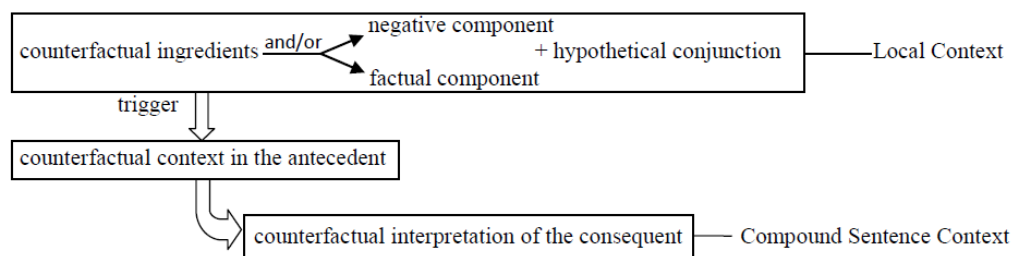 negative component
counterfactual ingredients and/or + hypothetical conjunction Local Context
factual component
trigger
counterfactual context in the antecedent
counterfactual interpretation of the consequent Compound Sentence Context